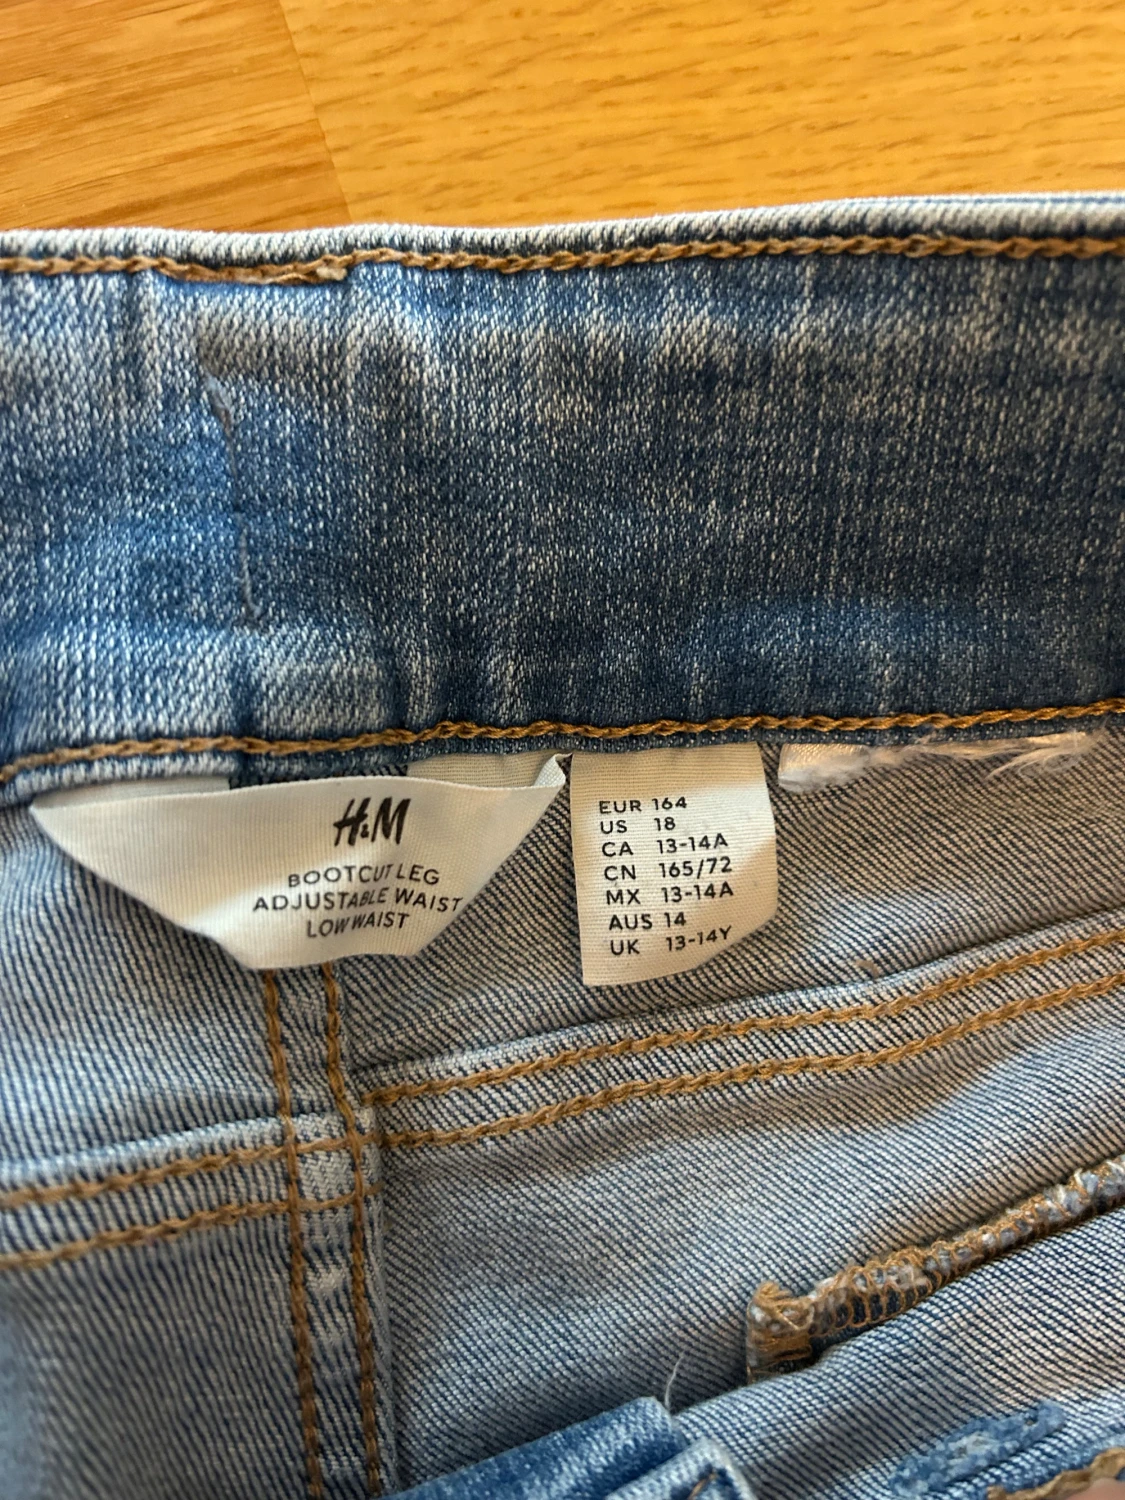 H&M
BOOTCUT LEG
ADJUSTABLE WAIST
LOW WAIST
EUR 164
US 18
CA 13-14A
CN 165/72
MX 13-14A
AUS 14
UK 13-14Y